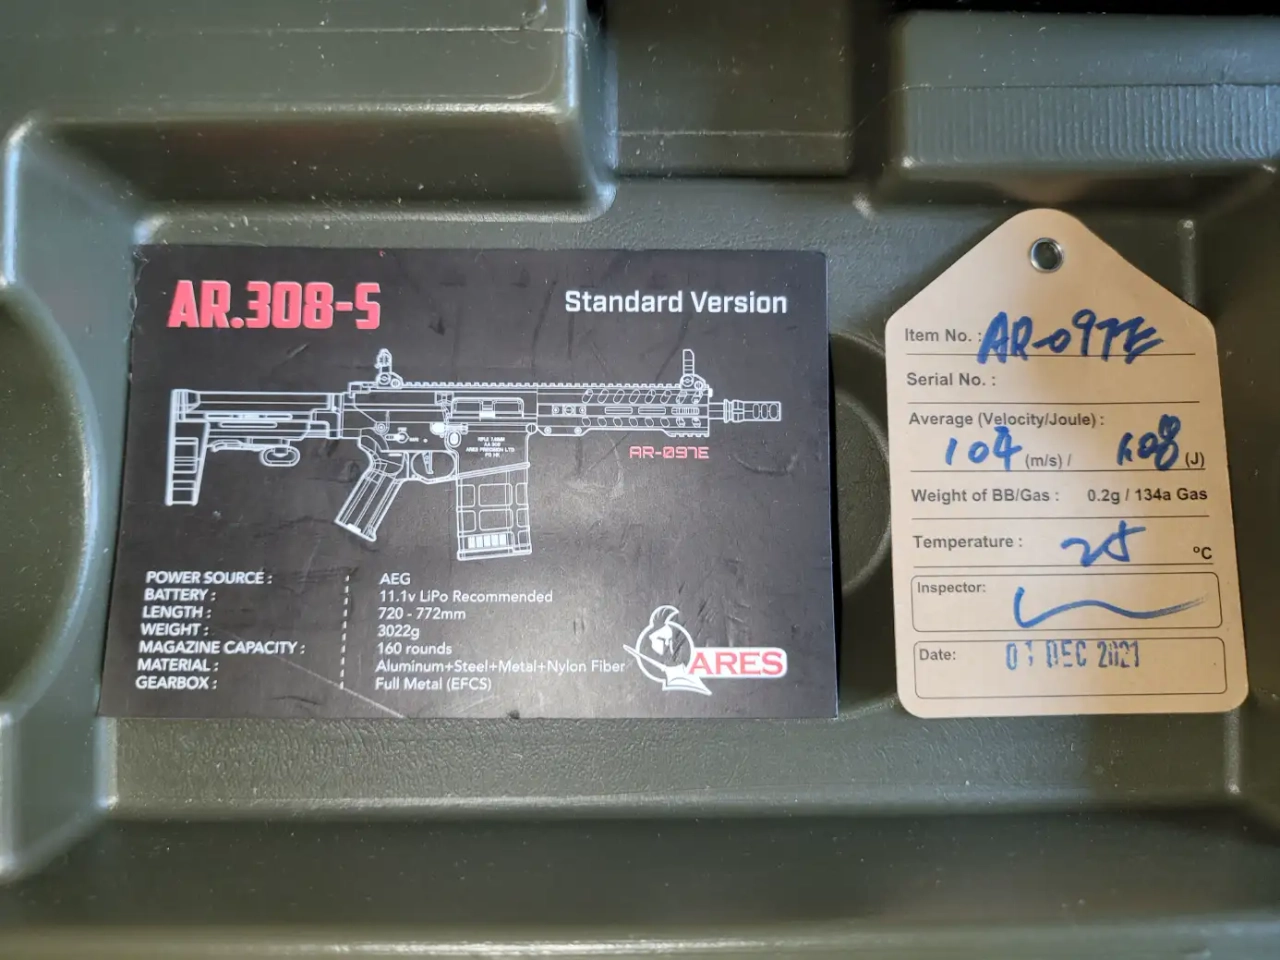 AR.308-S
Standard Version
AR-097E
POWER SOURCE : AEG
BATTERY : 11.1v LiPo Recommended
LENGTH : 720 - 772mm
WEIGHT : 3022g
MAGAZINE CAPACITY : 160 rounds
MATERIAL : Aluminum+Steel+Metal+Nylon Fiber
GEARBOX : Full Metal (EFCS)
ARES
Item No. : AR-097E
Serial No. :
Average (Velocity/Joule) :
104 (m/s) / 1.08 (J)
Weight of BB/Gas : 0.2g / 134a Gas
Temperature : 25 ºC
Inspector:
Date: DEC 2021